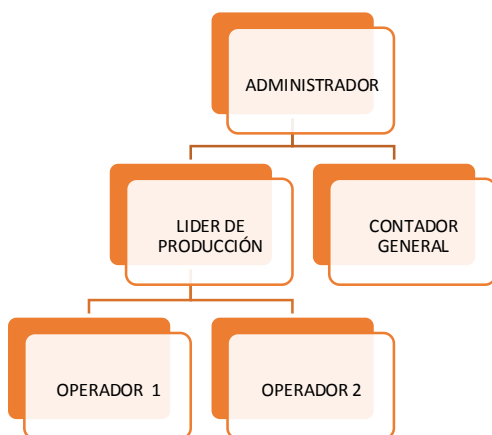 ADMINISTRADOR
LIDER DE
PRODUCCIÓN
CONTADOR
GENERAL
OPERADOR 1
OPERADOR 2